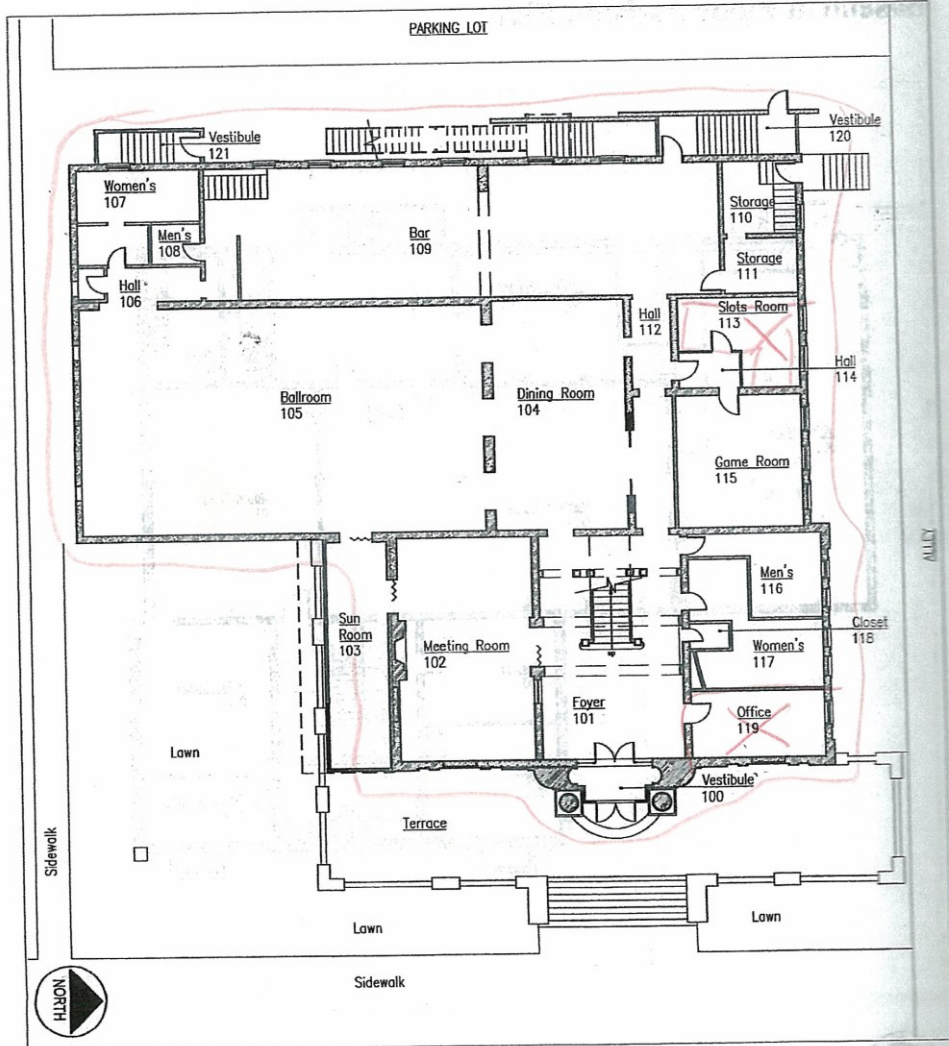 PARKING LOT
Vestibule
120
Vestibule
121
Women's
107
Men's
108
Bar
109
Storage
110
Storage
111
Hall
106
Hall
112
Slots Room
113
Hall
114
Ballroom
105
Dining Room
104
Game Room
115
ALLEY
Men's
116
Closet
118
Women's
117
Sun
Room
103
Meeting Room
102
Foyer
101
Office
119
Lawn
Vestibule
100
Terrace
Sidewalk
Lawn
Lawn
Sidewalk
NORTH